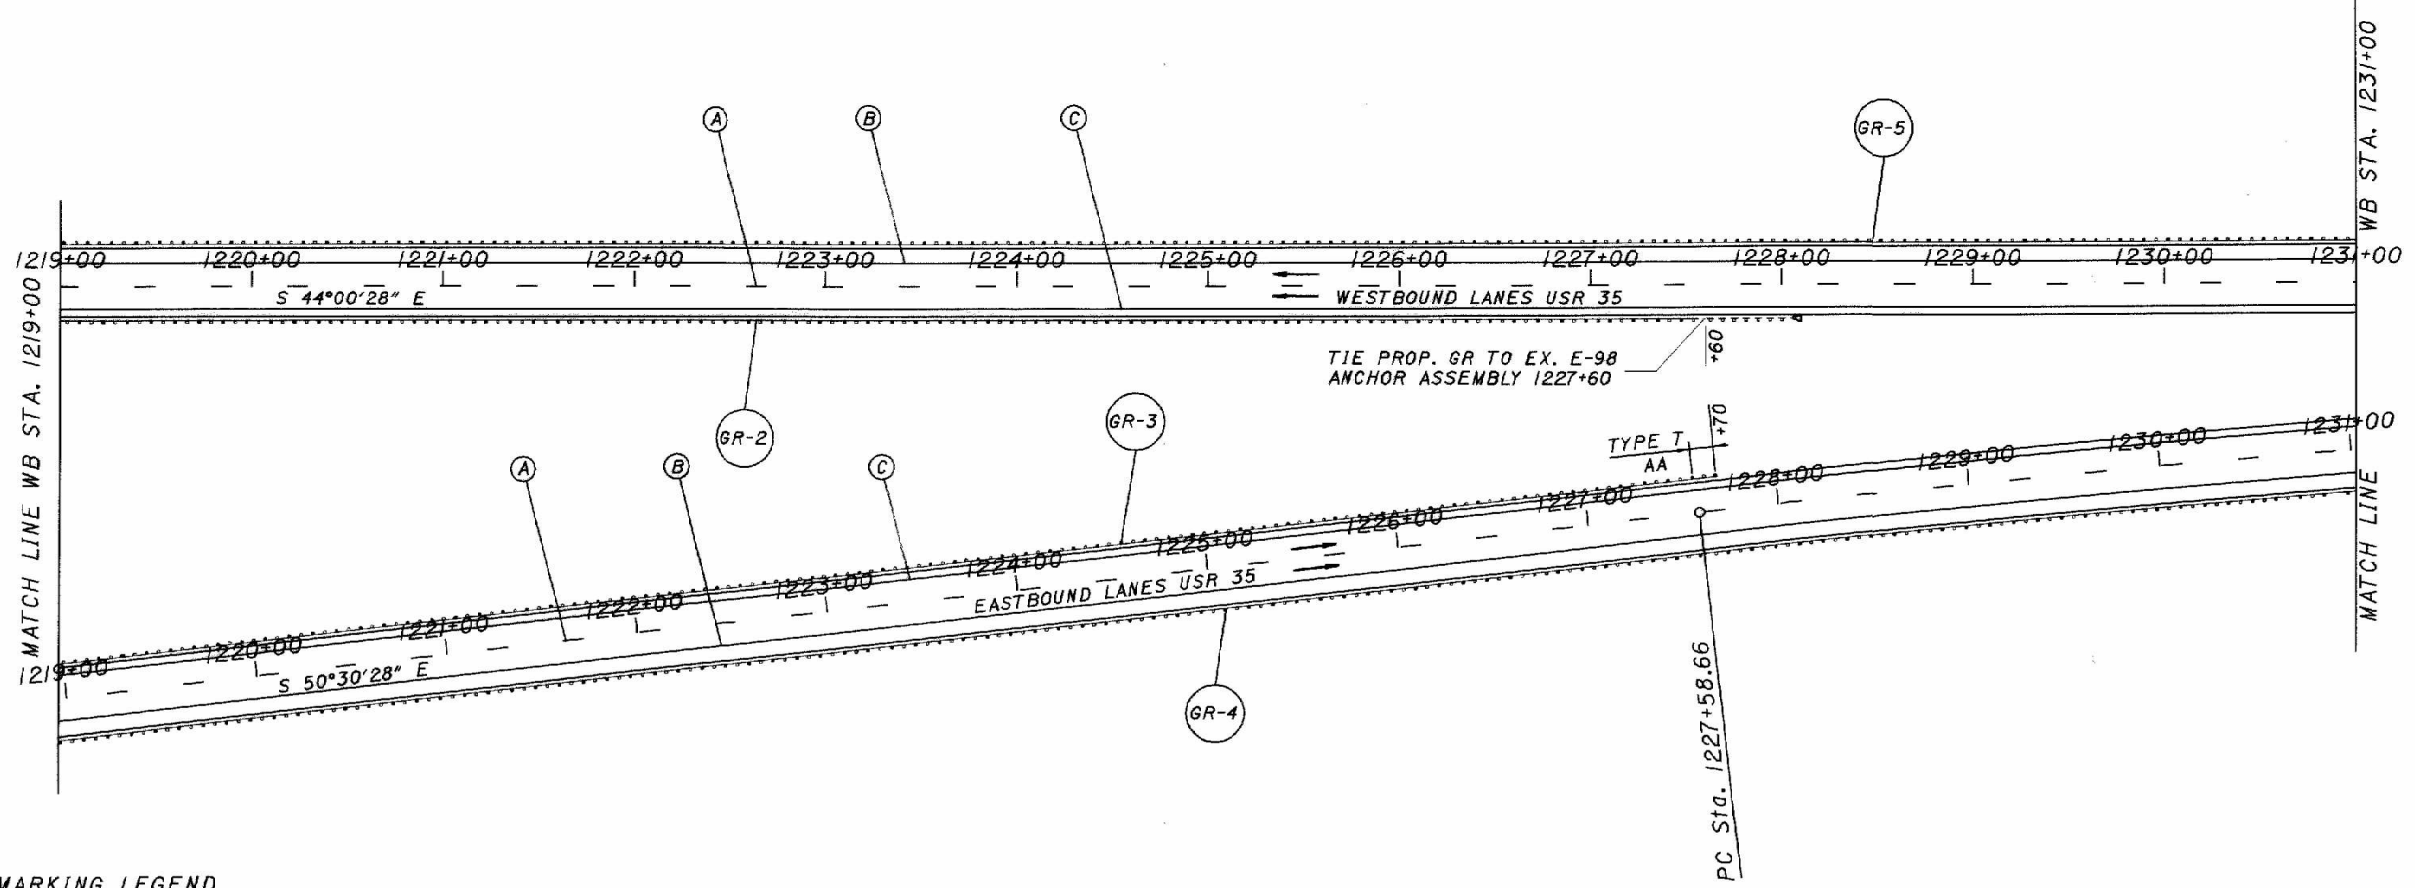 WB STA. 1231+00
A
B
C
GR-5
1219+00
1220+00
1221+00
1222+00
1223+00
1224+00
1225+00
1226+00
1227+00
1228+00
1229+00
1230+00
1231+00
S 44°00'28" E
WESTBOUND LANES USR 35
MATCH LINE WB STA. 1219+00
TIE PROP. GR TO EX. E-98
ANCHOR ASSEMBLY 1227+60
+60
GR-2
GR-3
A
B
C
TYPE T
AA
+70
1219+00
1220+00
1221+00
1222+00
1223+00
1224+00
1225+00
1226+00
1227+00
1228+00
1229+00
1230+00
1231+00
S 50°30'28" E
EASTBOUND LANES USR 35
GR-4
MATCH LINE
PC Sta. 1227+58.66
MARKING LEGEND